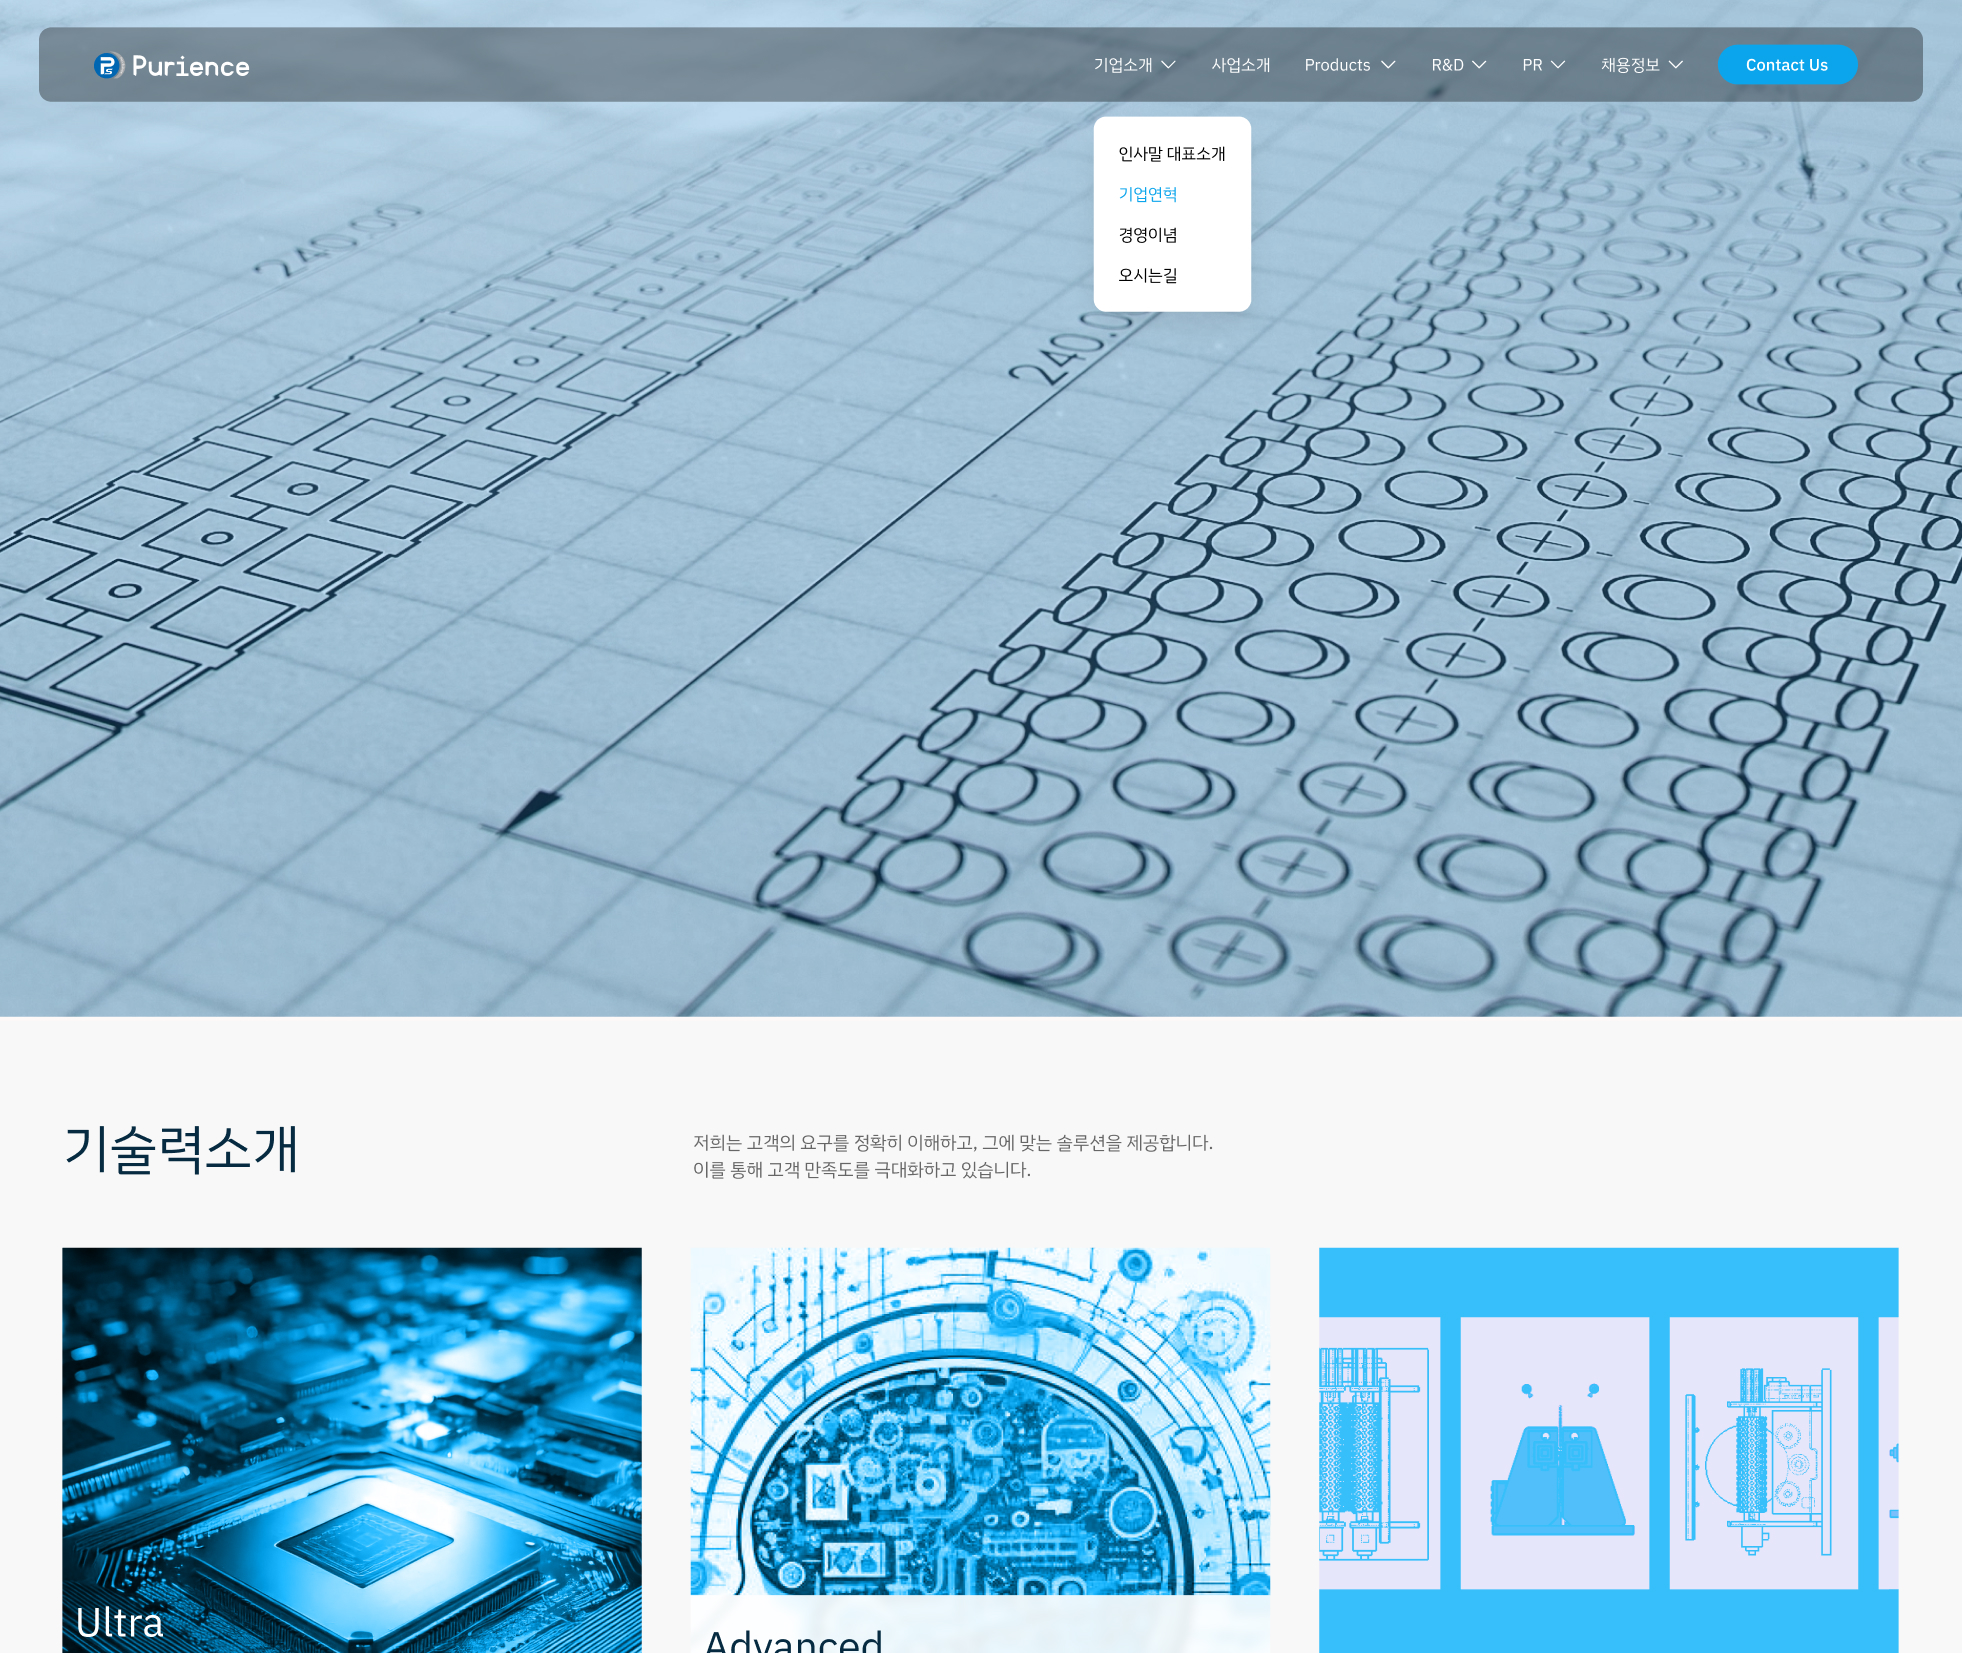 Purience
기업소개
사업소개
Products
R&D
PR
채용정보
Contact Us
인사말 대표소개
기업연혁
경영이념
오시는길
240.00
240.0
기술력소개
저희는 고객의 요구를 정확히 이해하고, 그에 맞는 솔루션을 제공합니다.
이를 통해 고객 만족도를 극대화하고 있습니다.
Ultra
Advanced